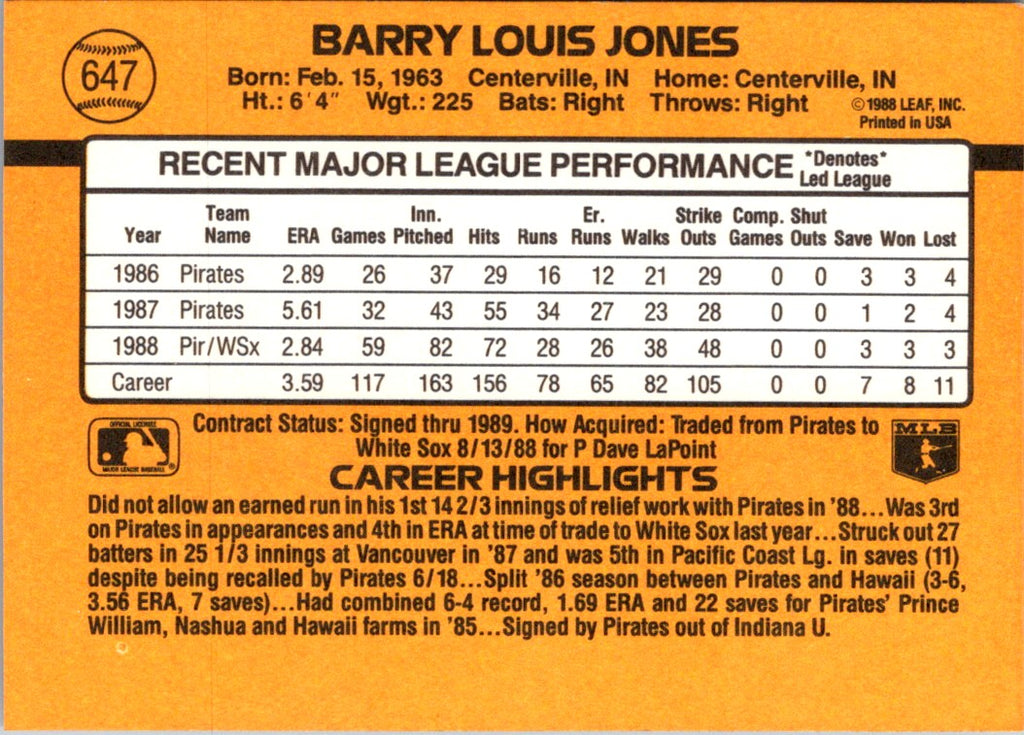 647
BARRY LOUIS JONES
Born: Feb. 15, 1963 Centerville, IN Home: Centerville, IN
Ht.: 6'4" Wgt.: 225 Bats: Right Throws: Right
©1988 LEAF, INC.
Printed in USA
RECENT MAJOR LEAGUE PERFORMANCE *Denotes*
Led League
Year Team Name ERA Games Inn. Pitched Hits Runs Er. Runs Walks Strike Outs Comp. Games Shut Outs Save Won Lost
1986 Pirates 2.89 26 37 29 16 12 21 29 0 0 3 3 4
1987 Pirates 5.61 32 43 55 34 27 23 28 0 0 1 2 4
1988 Pir/WSx 2.84 59 82 72 28 26 38 48 0 0 3 3 3
Career 3.59 117 163 156 78 65 82 105 0 0 7 8 11
OFFICIAL LICENSEE
MAJOR LEAGUE BASEBALL
®
Contract Status: Signed thru 1989. How Acquired: Traded from Pirates to
White Sox 8/13/88 for P Dave LaPoint
MLB
CAREER HIGHLIGHTS
Did not allow an earned run in his 1st 14 2/3 innings of relief work with Pirates in '88...Was 3rd
on Pirates in appearances and 4th in ERA at time of trade to White Sox last year...Struck out 27
batters in 25 1/3 innings at Vancouver in '87 and was 5th in Pacific Coast Lg. in saves (11)
despite being recalled by Pirates 6/18...Split '86 season between Pirates and Hawaii (3-6,
3.56 ERA, 7 saves)...Had combined 6-4 record, 1.69 ERA and 22 saves for Pirates' Prince
William, Nashua and Hawaii farms in '85...Signed by Pirates out of Indiana U.